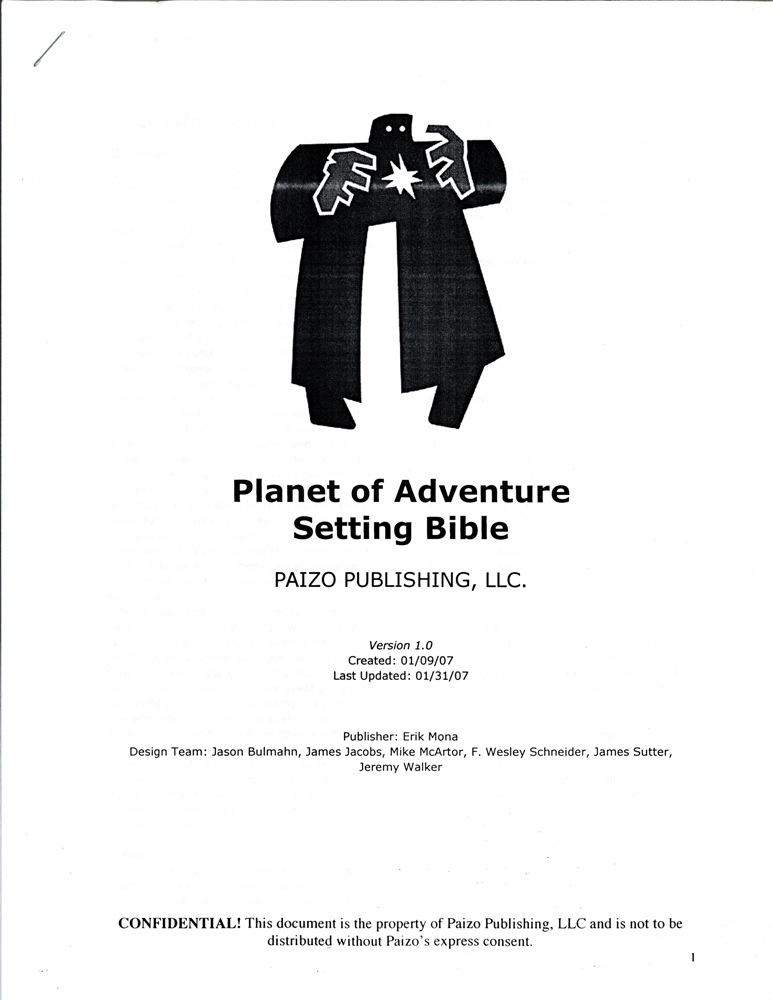 Planet of Adventure
Setting Bible
PAIZO PUBLISHING, LLC.
Version 1.0
Created: 01/09/07
Last Updated: 01/31/07
Publisher: Erik Mona
Design Team: Jason Bulmahn, James Jacobs, Mike McArtor, F. Wesley Schneider, James Sutter,
Jeremy Walker
CONFIDENTIAL! This document is the property of Paizo Publishing, LLC and is not to be
distributed without Paizo's express consent.
1